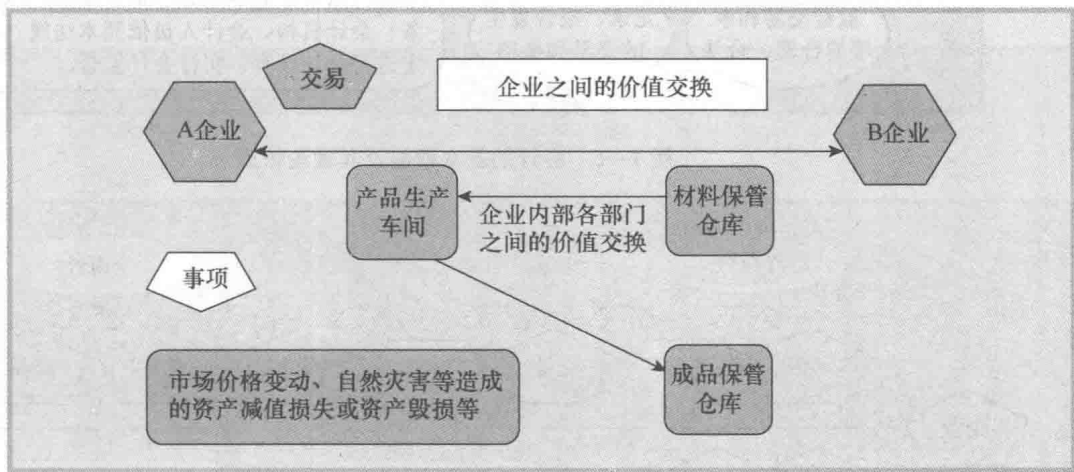 交易
企业之间的价值交换
A企业
B企业
产品生产
车间
企业内部各部门
之间的价值交换
材料保管
仓库
事项
市场价格变动、自然灾害等造成
的资产减值损失或资产毁损等
成品保管
仓库